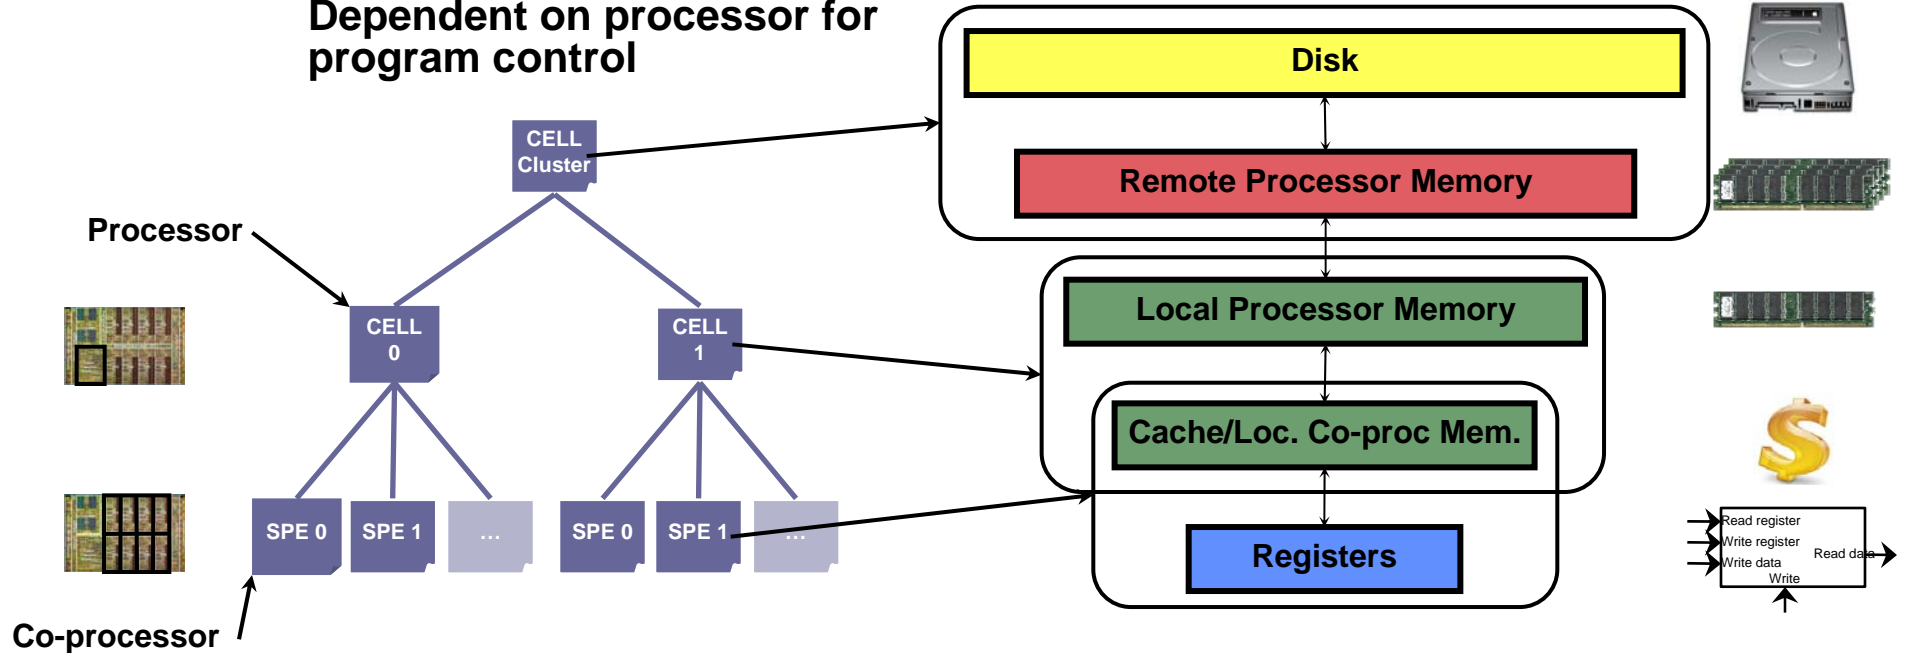 Dependent on processor for
program control
Disk
CELL
Cluster
Remote Processor Memory
Processor
Local Processor Memory
CELL
0
CELL
1
Cache/Loc. Co-proc Mem.
SPE 0
SPE 1
...
SPE 0
SPE 1
...
Registers
Read register
Write register
Write data
Read data
Write
Co-processor